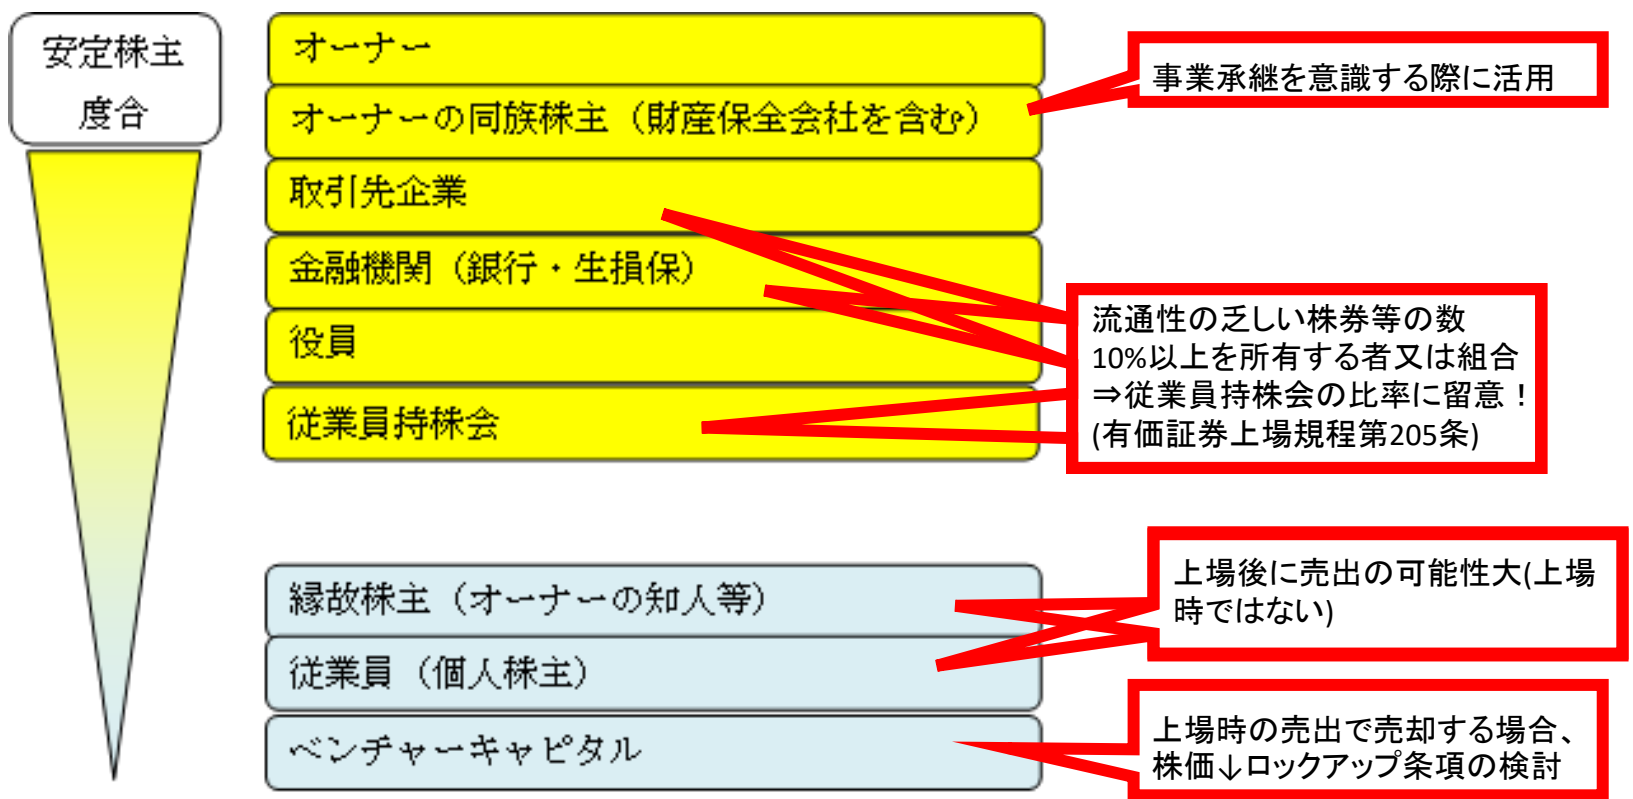 安定株主
度合
オーナー
オーナーの同族株主（財産保全会社を含む）
取引先企業
金融機関（銀行・生損保）
役員
従業員持株会
縁故株主（オーナーの知人等）
従業員（個人株主）
ベンチャーキャピタル
事業承継を意識する際に活用
流通性の乏しい株券等の数
10%以上を所有する者又は組合
⇒従業員持株会の比率に留意！
(有価証券上場規程第205条)
上場後に売出の可能性大(上場
時ではない)
上場時の売出で売却する場合、
株価↓ロックアップ条項の検討